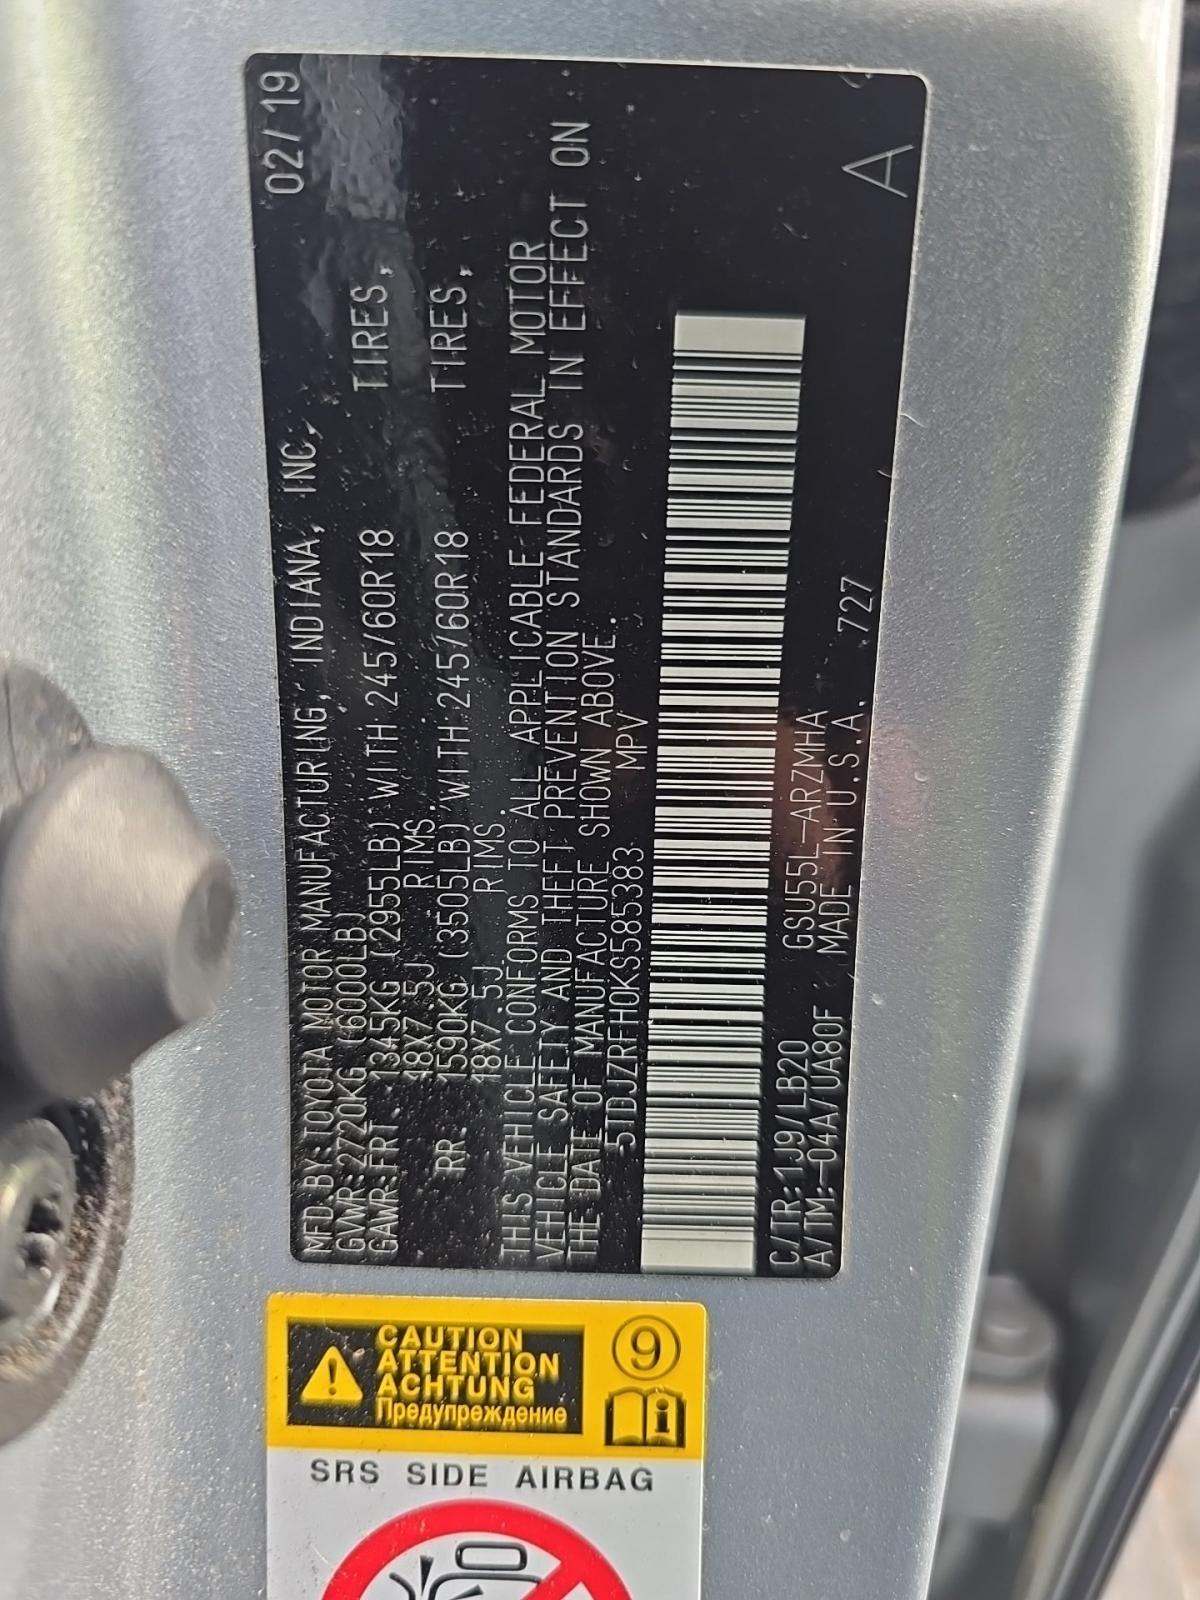 02/19
MFD.BY:TOYOTA MOTOR MANUFACTURING, INDIANA, INC.
GVWR:2720KG (6000LB)
GAWR:FRT 1345KG (2955LB) WITH 245/60R18 TIRES,
18X7.5J RIMS.
RR. 1590KG (3505LB) WITH 245/60R18 TIRES,
18X7.5J RIMS.
THIS VEHICLE CONFORMS TO ALL APPLICABLE FEDERAL MOTOR
VEHICLE SAFETY AND THEFT PREVENTION STANDARDS IN EFFECT ON
THE DATE OF MANUFACTURE SHOWN ABOVE.
5TDJZRFH0KS585383 MPV
C/TR:1J9/LB20 GSU55L-ARZMHA
A/TM:-04A/UA80F MADE IN U.S.A. 727
A
CAUTION
ATTENTION
ACHTUNG
Предупреждение
9
i
SRS SIDE AIRBAG